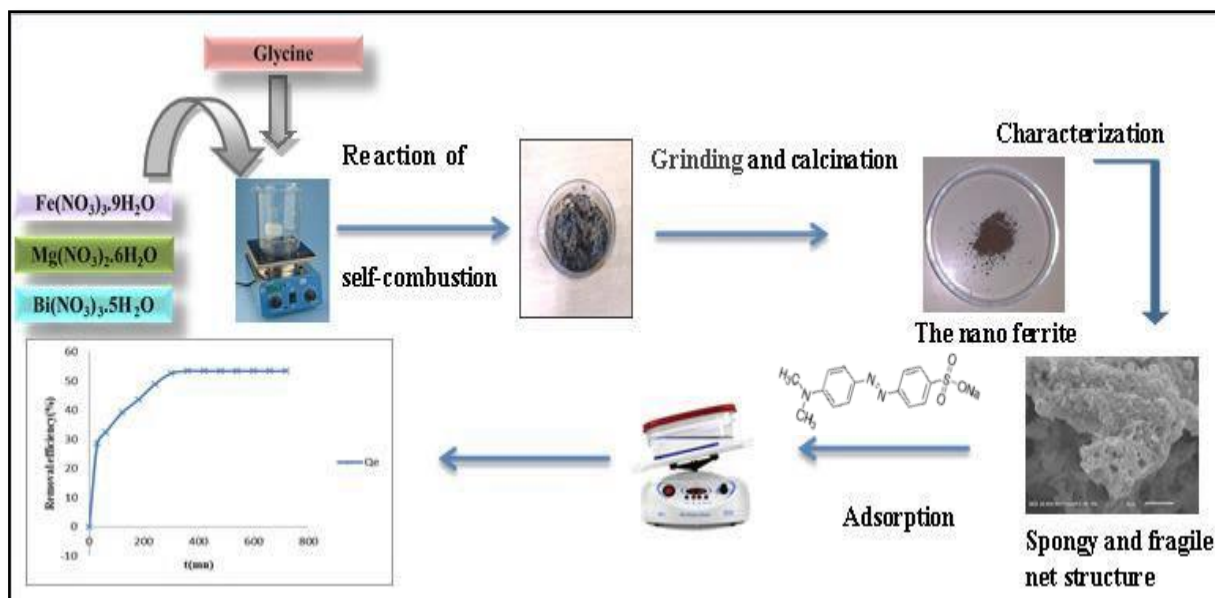 Glycine
Fe(NO3)3.9H2O
Mg(NO3)2.6H2O
Bi(NO3)3.5H2O
Reaction of
self-combustion
Grinding and calcination
The nano ferrite
Characterization
Spongy and fragile
net structure
H3C
N
CH3
N
N
O
S
O
ONa
Adsorption
Removal efficiency(%)
60
50
40
30
20
10
0
-10
0
200
400
600
800
t(mn)
Qe